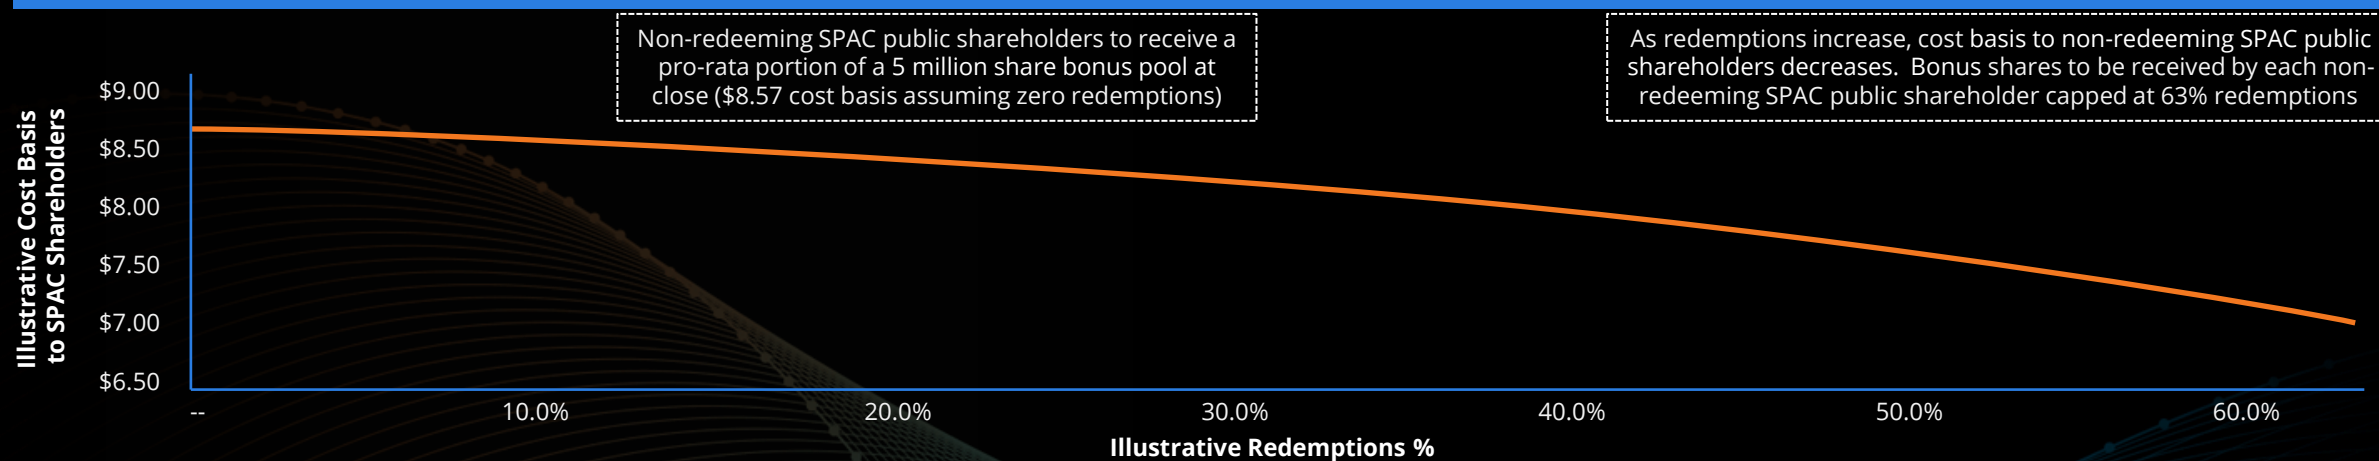 Non-redeeming SPAC public shareholders to receive a
pro-rata portion of a 5 million share bonus pool at
close ($8.57 cost basis assuming zero redemptions)
As redemptions increase, cost basis to non-redeeming SPAC public
shareholders decreases.  Bonus shares to be received by each non-
redeeming SPAC public shareholder capped at 63% redemptions
Illustrative Cost Basis
to SPAC Shareholders
$9.00
$8.50
$8.00
$7.50
$7.00
$6.50
--
10.0%
20.0%
30.0%
40.0%
50.0%
60.0%
Illustrative Redemptions %